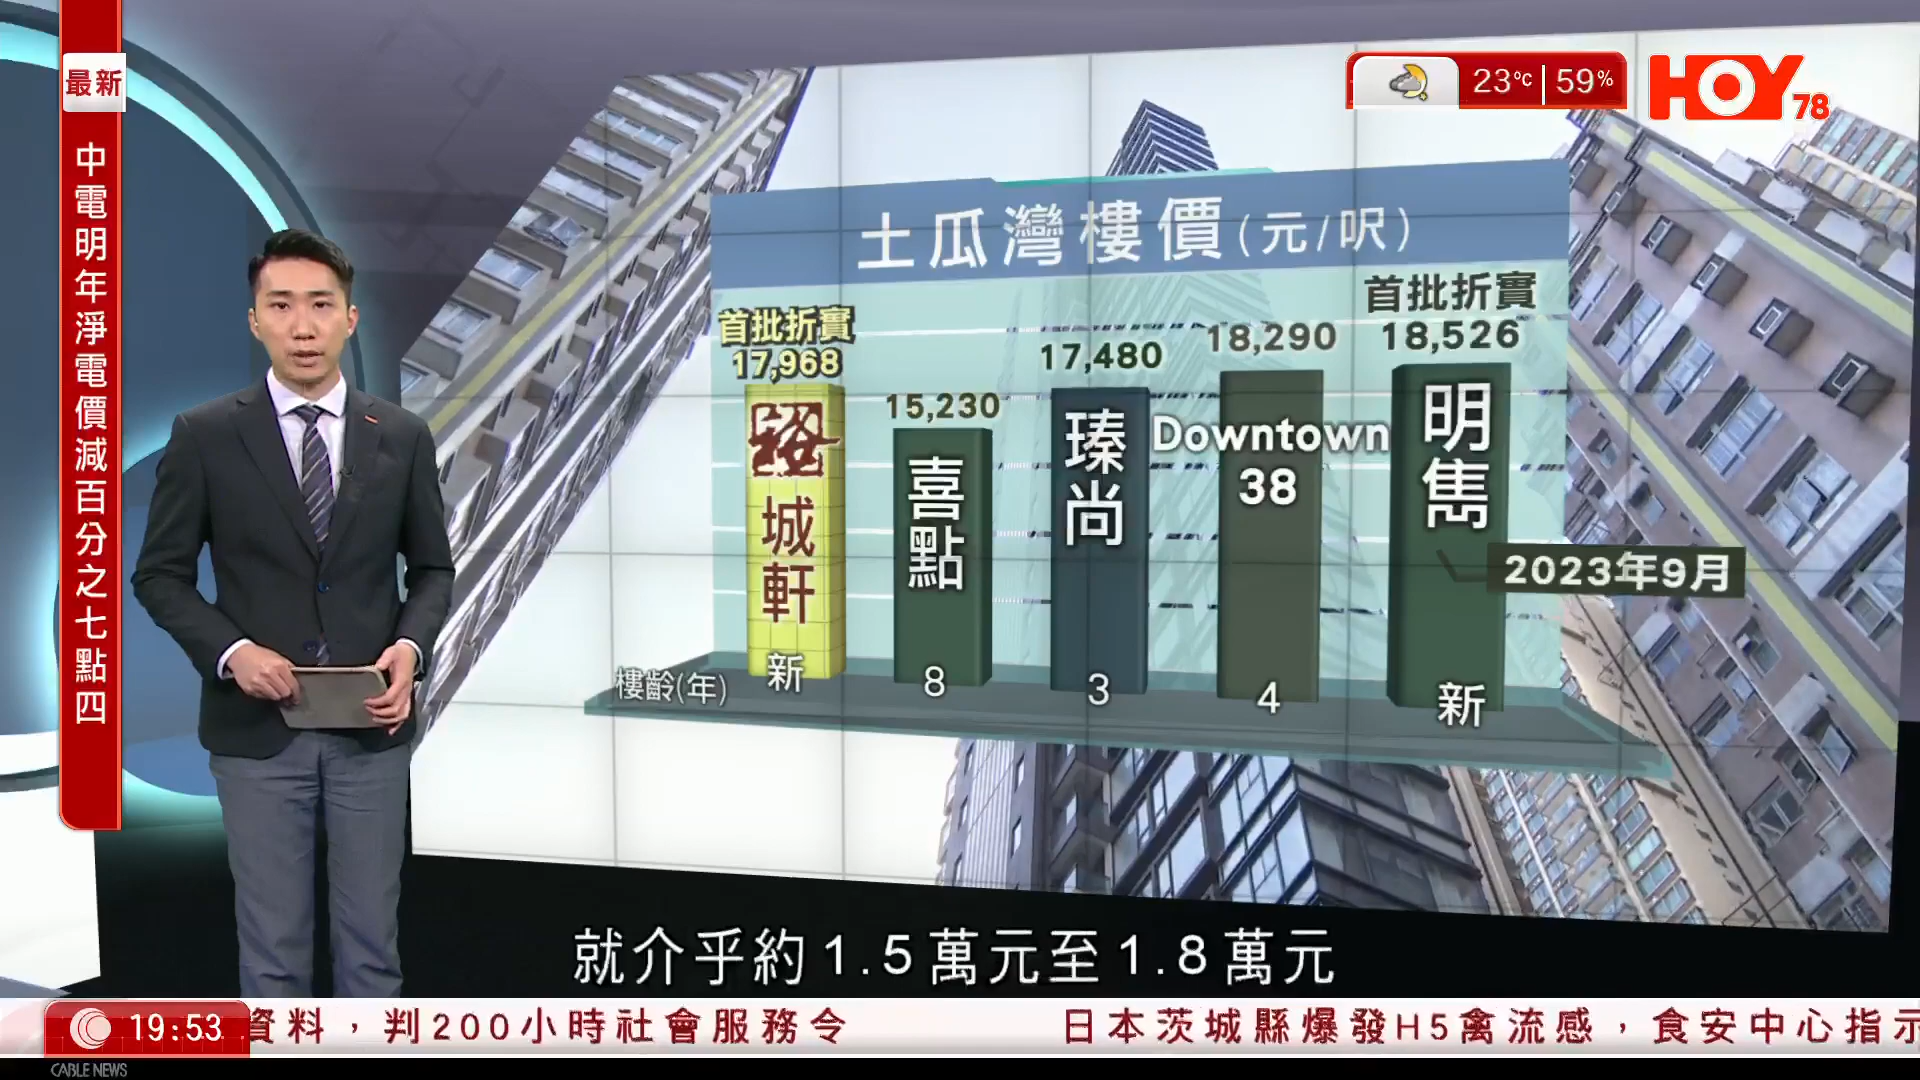 最新
中電明年淨電價減百分之七點四
23°C 59%
HOY 78
土瓜灣樓價(元/呎)
首批折實
17,968
15,230
17,480
18,290
首批折實
18,526
城軒
喜點
瑧尚
Downtown
38
明雋
2023年9月
樓齡(年)
新
8
3
4
新
就介乎約1.5萬元至1.8萬元
19:53
資料，判200小時社會服務令 日本茨城縣爆發H5禽流感，食安中心指示
CABLE NEWS